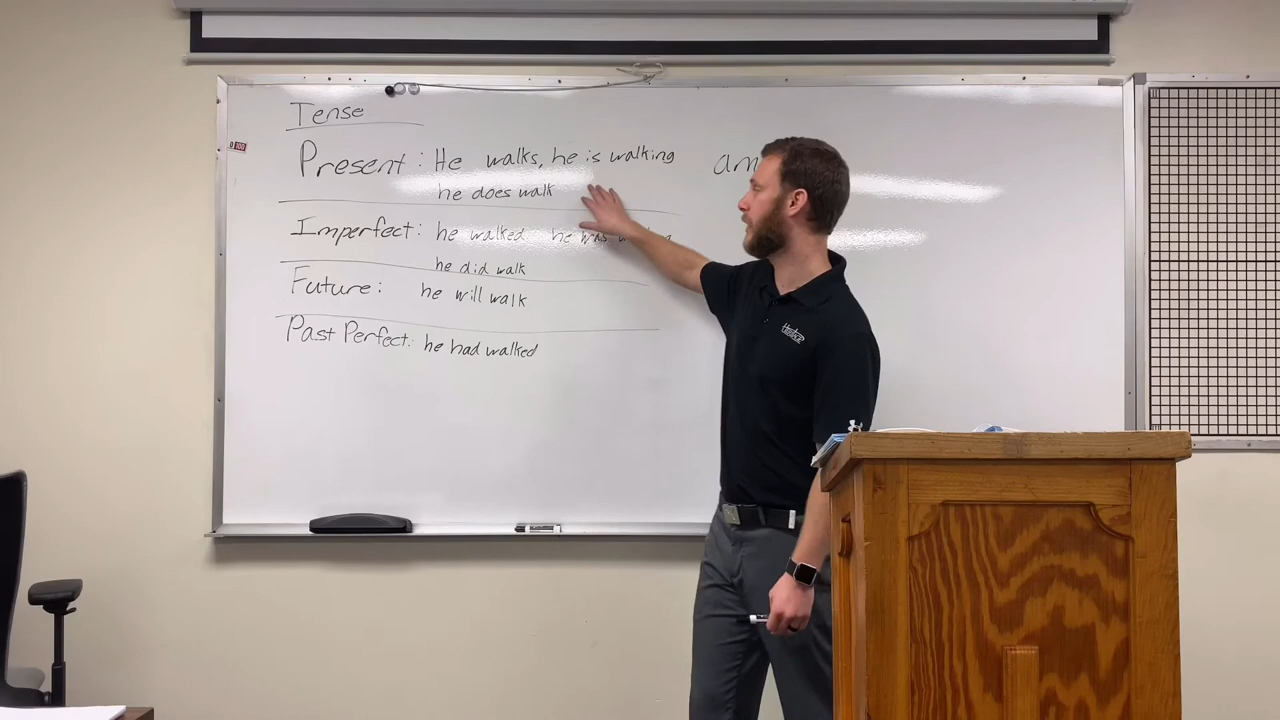 Tense
Present: He walks, he is walking
he does walk
am
Imperfect: he walked he was
he did walk
Future: he will walk
Past Perfect: he had walked
100